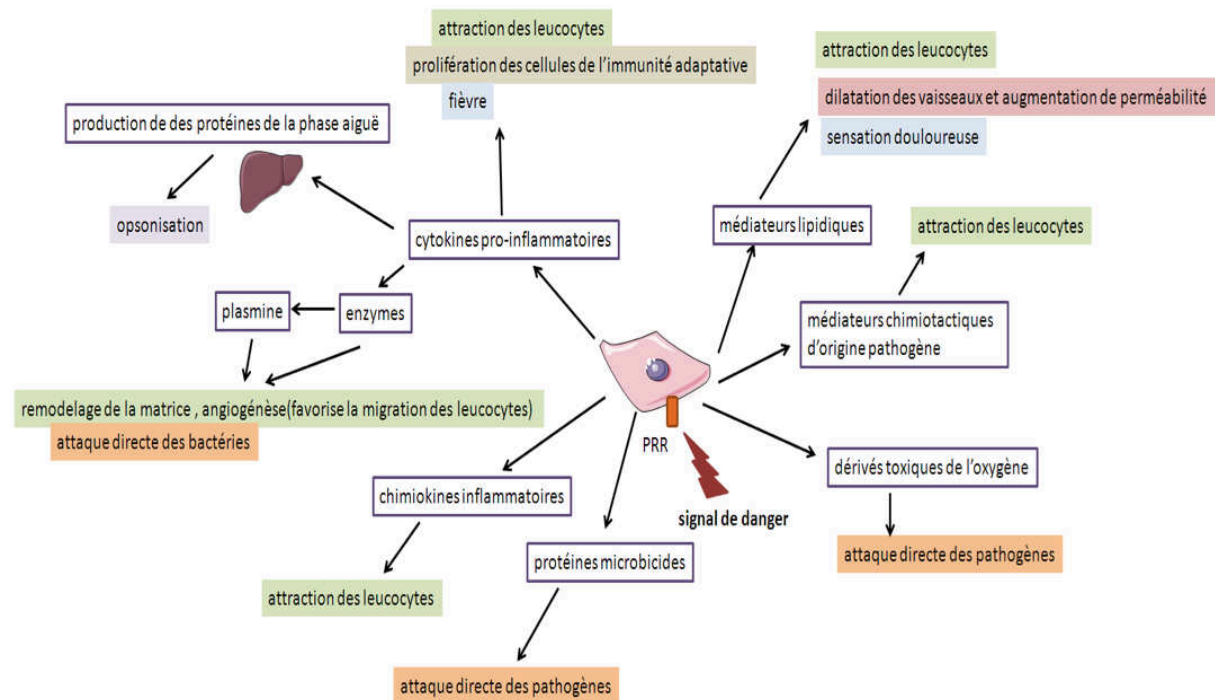 attraction des leucocytes
prolifération des cellules de l'immunité adaptative
fièvre
attraction des leucocytes
dilatation des vaisseaux et augmentation de perméabilité
sensation douloureuse
production de des protéines de la phase aiguë
opsonisation
cytokines pro-inflammatoires
médiateurs lipidiques
attraction des leucocytes
plasmine
enzymes
médiateurs chimiotactiques
d'origine pathogène
remodelage de la matrice , angiogénèse(favorise la migration des leucocytes)
attaque directe des bactéries
PRR
dérivés toxiques de l'oxygène
chimiokines inflammatoires
signal de danger
protéines microbicides
attaque directe des pathogènes
attraction des leucocytes
attaque directe des pathogènes